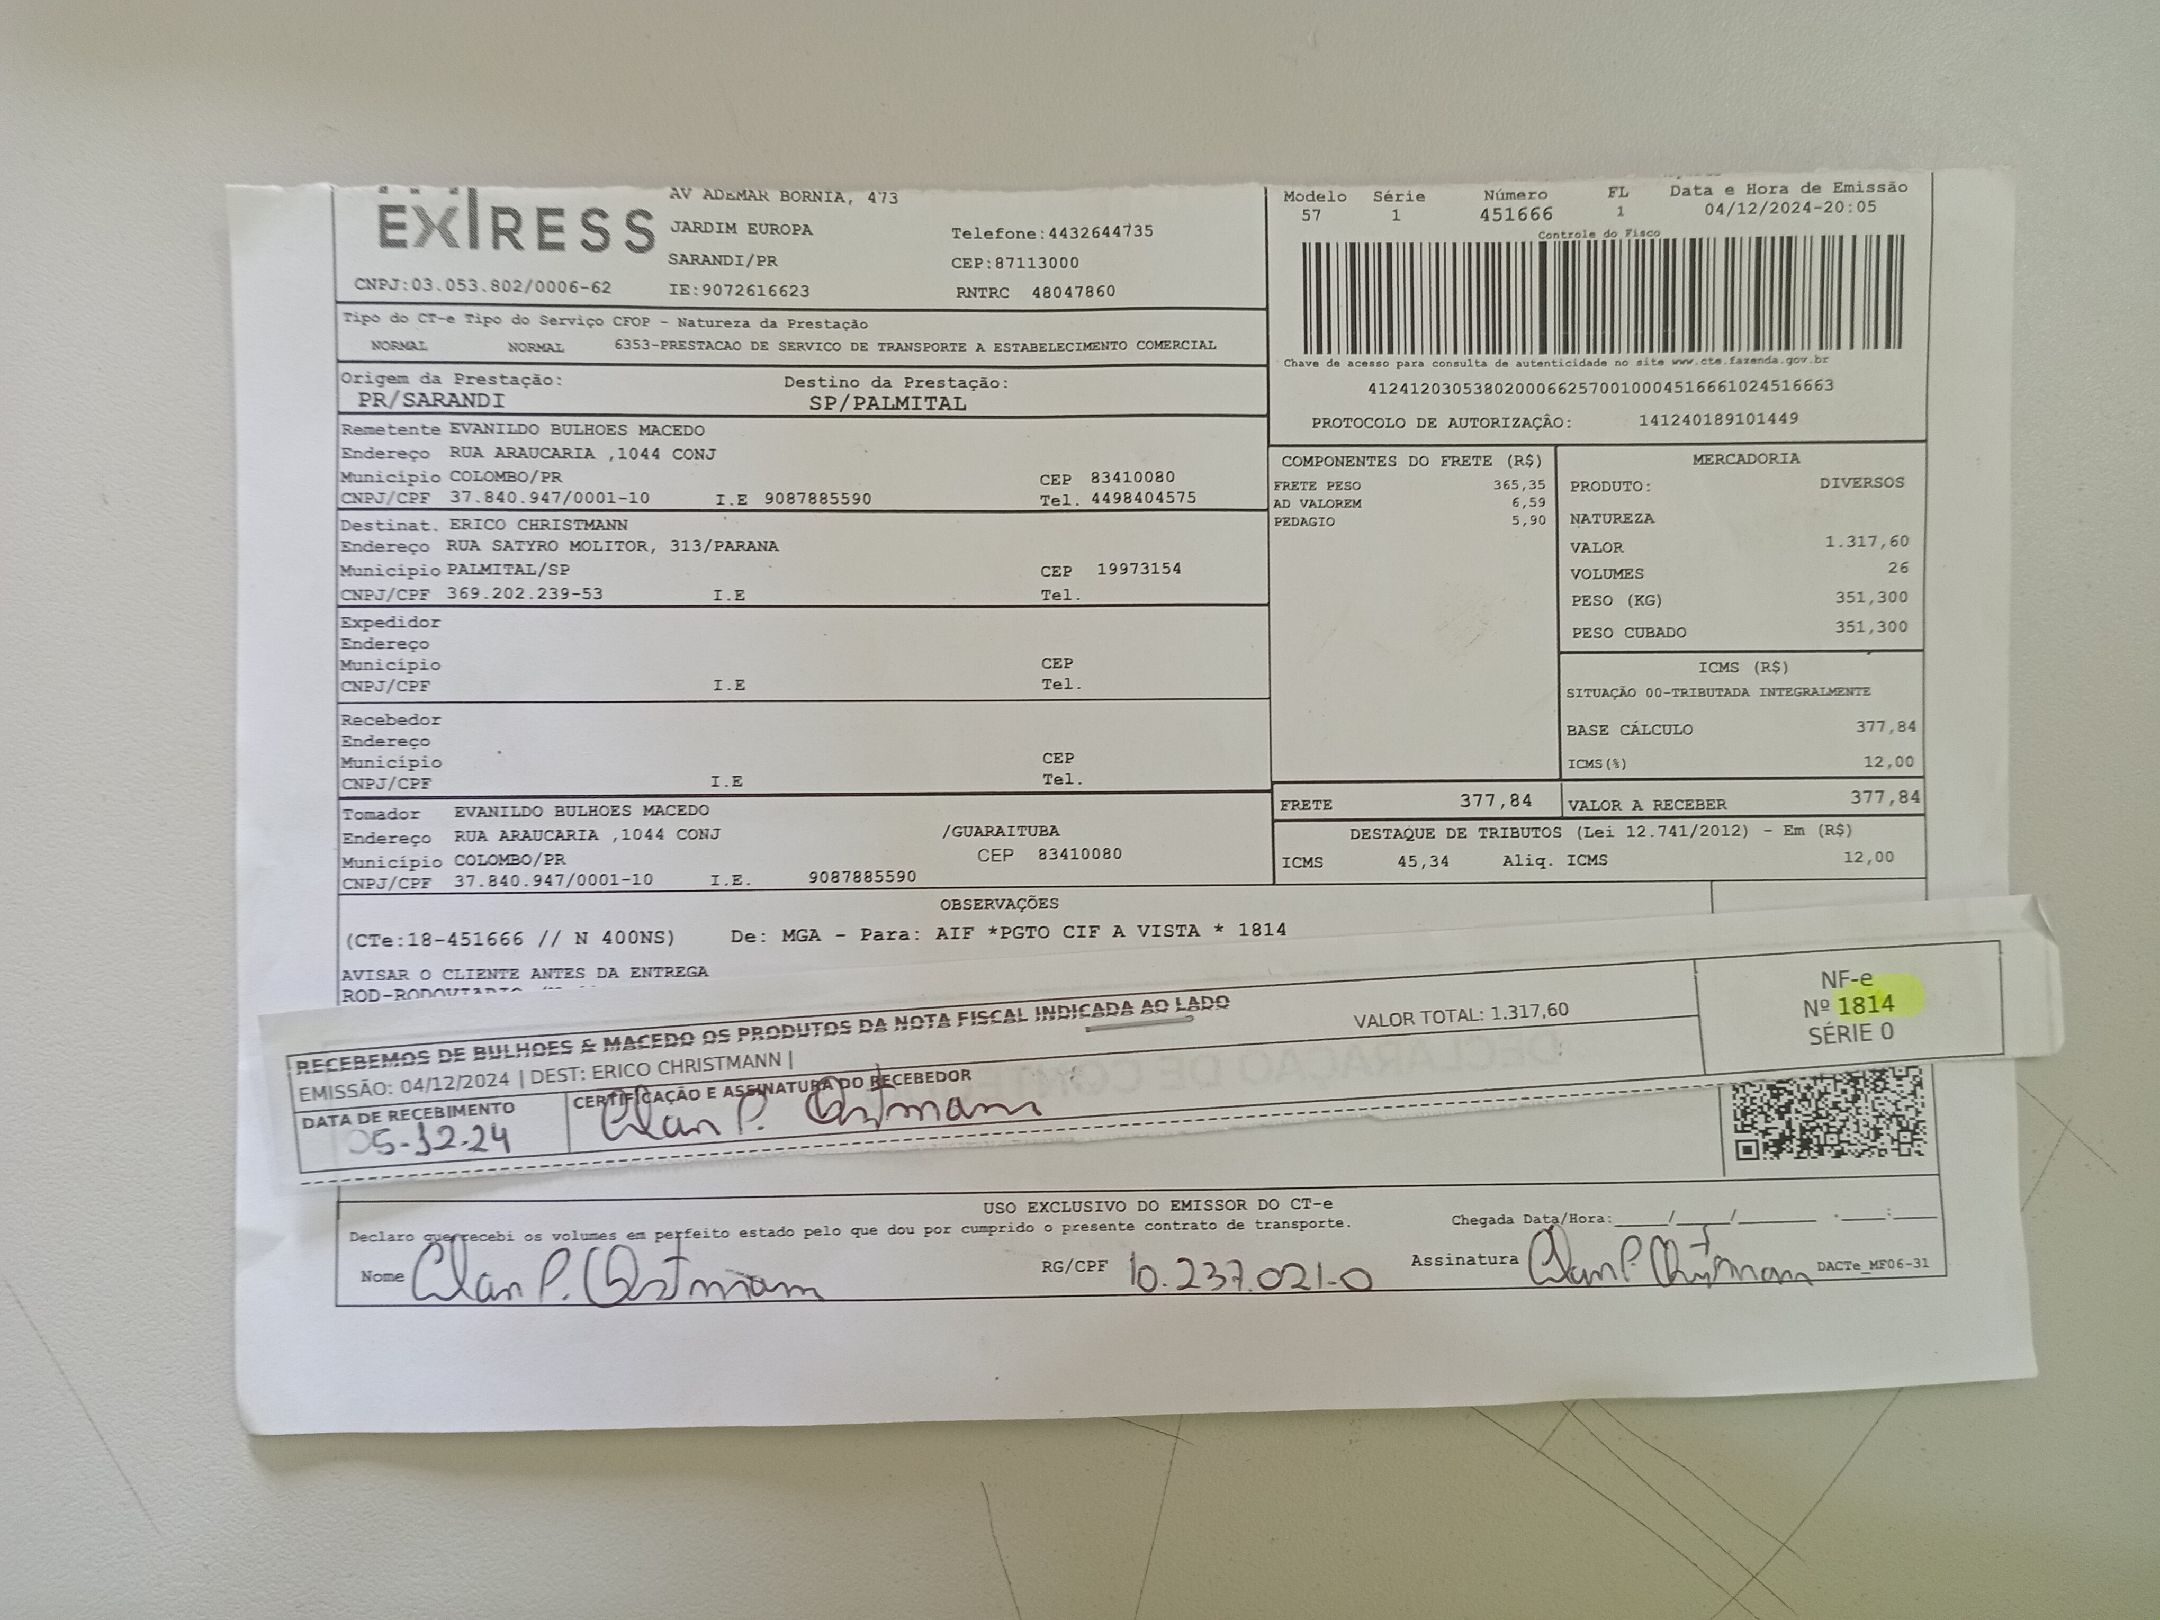 EXPRESS
AV ADEMAR BORNIA, 473
JARDIM EUROPA
Telefone:4432644735
SARANDI/PR
CEP:87113000
CNPJ:03.053.802/0006-62
IE:9072616623
RNTRC 48047860
Modelo Série Número FL Data e Hora de Emissão
57 1 451666 1 04/12/2024-20:05
Controle do Fisco
Chave de acesso para consulta de autenticidade no site www.cte.fazenda.gov.br
41241203053802000662570010004516661024516663
PROTOCOLO DE AUTORIZAÇÃO: 141240189101449
Tipo do CT-e Tipo do Serviço CFOP - Natureza da Prestação
NORMAL NORMAL 6353-PRESTACAO DE SERVICO DE TRANSPORTE A ESTABELECIMENTO COMERCIAL
Origem da Prestação: Destino da Prestação:
PR/SARANDI SP/PALMITAL
Remetente EVANILDO BULHOES MACEDO
Endereço RUA ARAUCARIA ,1044 CONJ
Município COLOMBO/PR CEP 83410080
CNPJ/CPF 37.840.947/0001-10 I.E 9087885590 Tel. 4498404575
Destinat. ERICO CHRISTMANN
Endereço RUA SATYRO MOLITOR, 313/PARANA
Município PALMITAL/SP CEP 19973154
CNPJ/CPF 369.202.239-53 I.E Tel.
Expedidor
Endereço
Município CEP
CNPJ/CPF I.E Tel.
Recebedor
Endereço
Município CEP
CNPJ/CPF I.E Tel.
Tomador EVANILDO BULHOES MACEDO
Endereço RUA ARAUCARIA ,1044 CONJ /GUARAITUBA
Município COLOMBO/PR CEP 83410080
CNPJ/CPF 37.840.947/0001-10 I.E. 9087885590
COMPONENTES DO FRETE (R$)
FRETE PESO 365,35
AD VALOREM 6,59
PEDAGIO 5,90
MERCADORIA
PRODUTO: DIVERSOS
NATUREZA
VALOR 1.317,60
VOLUMES 26
PESO (KG) 351,300
PESO CUBADO 351,300
ICMS (R$)
SITUAÇÃO 00-TRIBUTADA INTEGRALMENTE
BASE CÁLCULO 377,84
ICMS(%) 12,00
FRETE 377,84 VALOR A RECEBER 377,84
DESTAQUE DE TRIBUTOS (Lei 12.741/2012) - Em (R$)
ICMS 45,34 Aliq. ICMS 12,00
OBSERVAÇÕES
(CTe:18-451666 // N 400NS) De: MGA - Para: AIF *PGTO CIF A VISTA * 1814
AVISAR O CLIENTE ANTES DA ENTREGA
ROD-RODOVIARIO
RECEBEMOS DE BULHOES & MACEDO OS PRODUTOS DA NOTA FISCAL INDICADA AO LADO
EMISSÃO: 04/12/2024 | DEST: ERICO CHRISTMANN |
VALOR TOTAL: 1.317,60
NF-e
Nº 1814
SÉRIE 0
DATA DE RECEBIMENTO
05-12-24
CERTIFICAÇÃO E ASSINATURA DO RECEBEDOR
P. Christmann
USO EXCLUSIVO DO EMISSOR DO CT-e
Declaro que recebi os volumes em perfeito estado pelo que dou por cumprido o presente contrato de transporte.
Chegada Data/Hora:____/____/______ .____:____
Nome P. Christmann RG/CPF 10.237.021-0 Assinatura P. Christmann DACTe_MF06-31